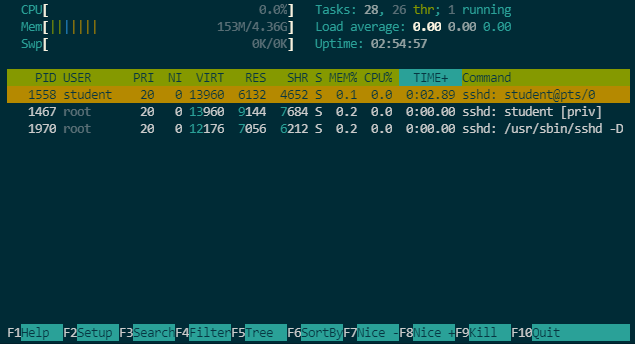 CPU[ 0.0%] Tasks: 28, 26 thr; 1 running
Mem[||||||| 153M/4.36G] Load average: 0.00 0.00 0.00
Swp[ 0K/0K] Uptime: 02:54:57
PID USER PRI NI VIRT RES SHR S MEM% CPU% TIME+ Command
1558 student 20 0 13960 6132 4652 S 0.1 0.0 0:02.89 sshd: student@pts/0
1467 root 20 0 13960 9144 7684 S 0.2 0.0 0:00.00 sshd: student [priv]
1970 root 20 0 12176 7056 6212 S 0.2 0.0 0:00.00 sshd: /usr/sbin/sshd -D
F1Help F2Setup F3SearchF4FilterF5Tree F6SortByF7Nice -F8Nice +F9Kill F10Quit